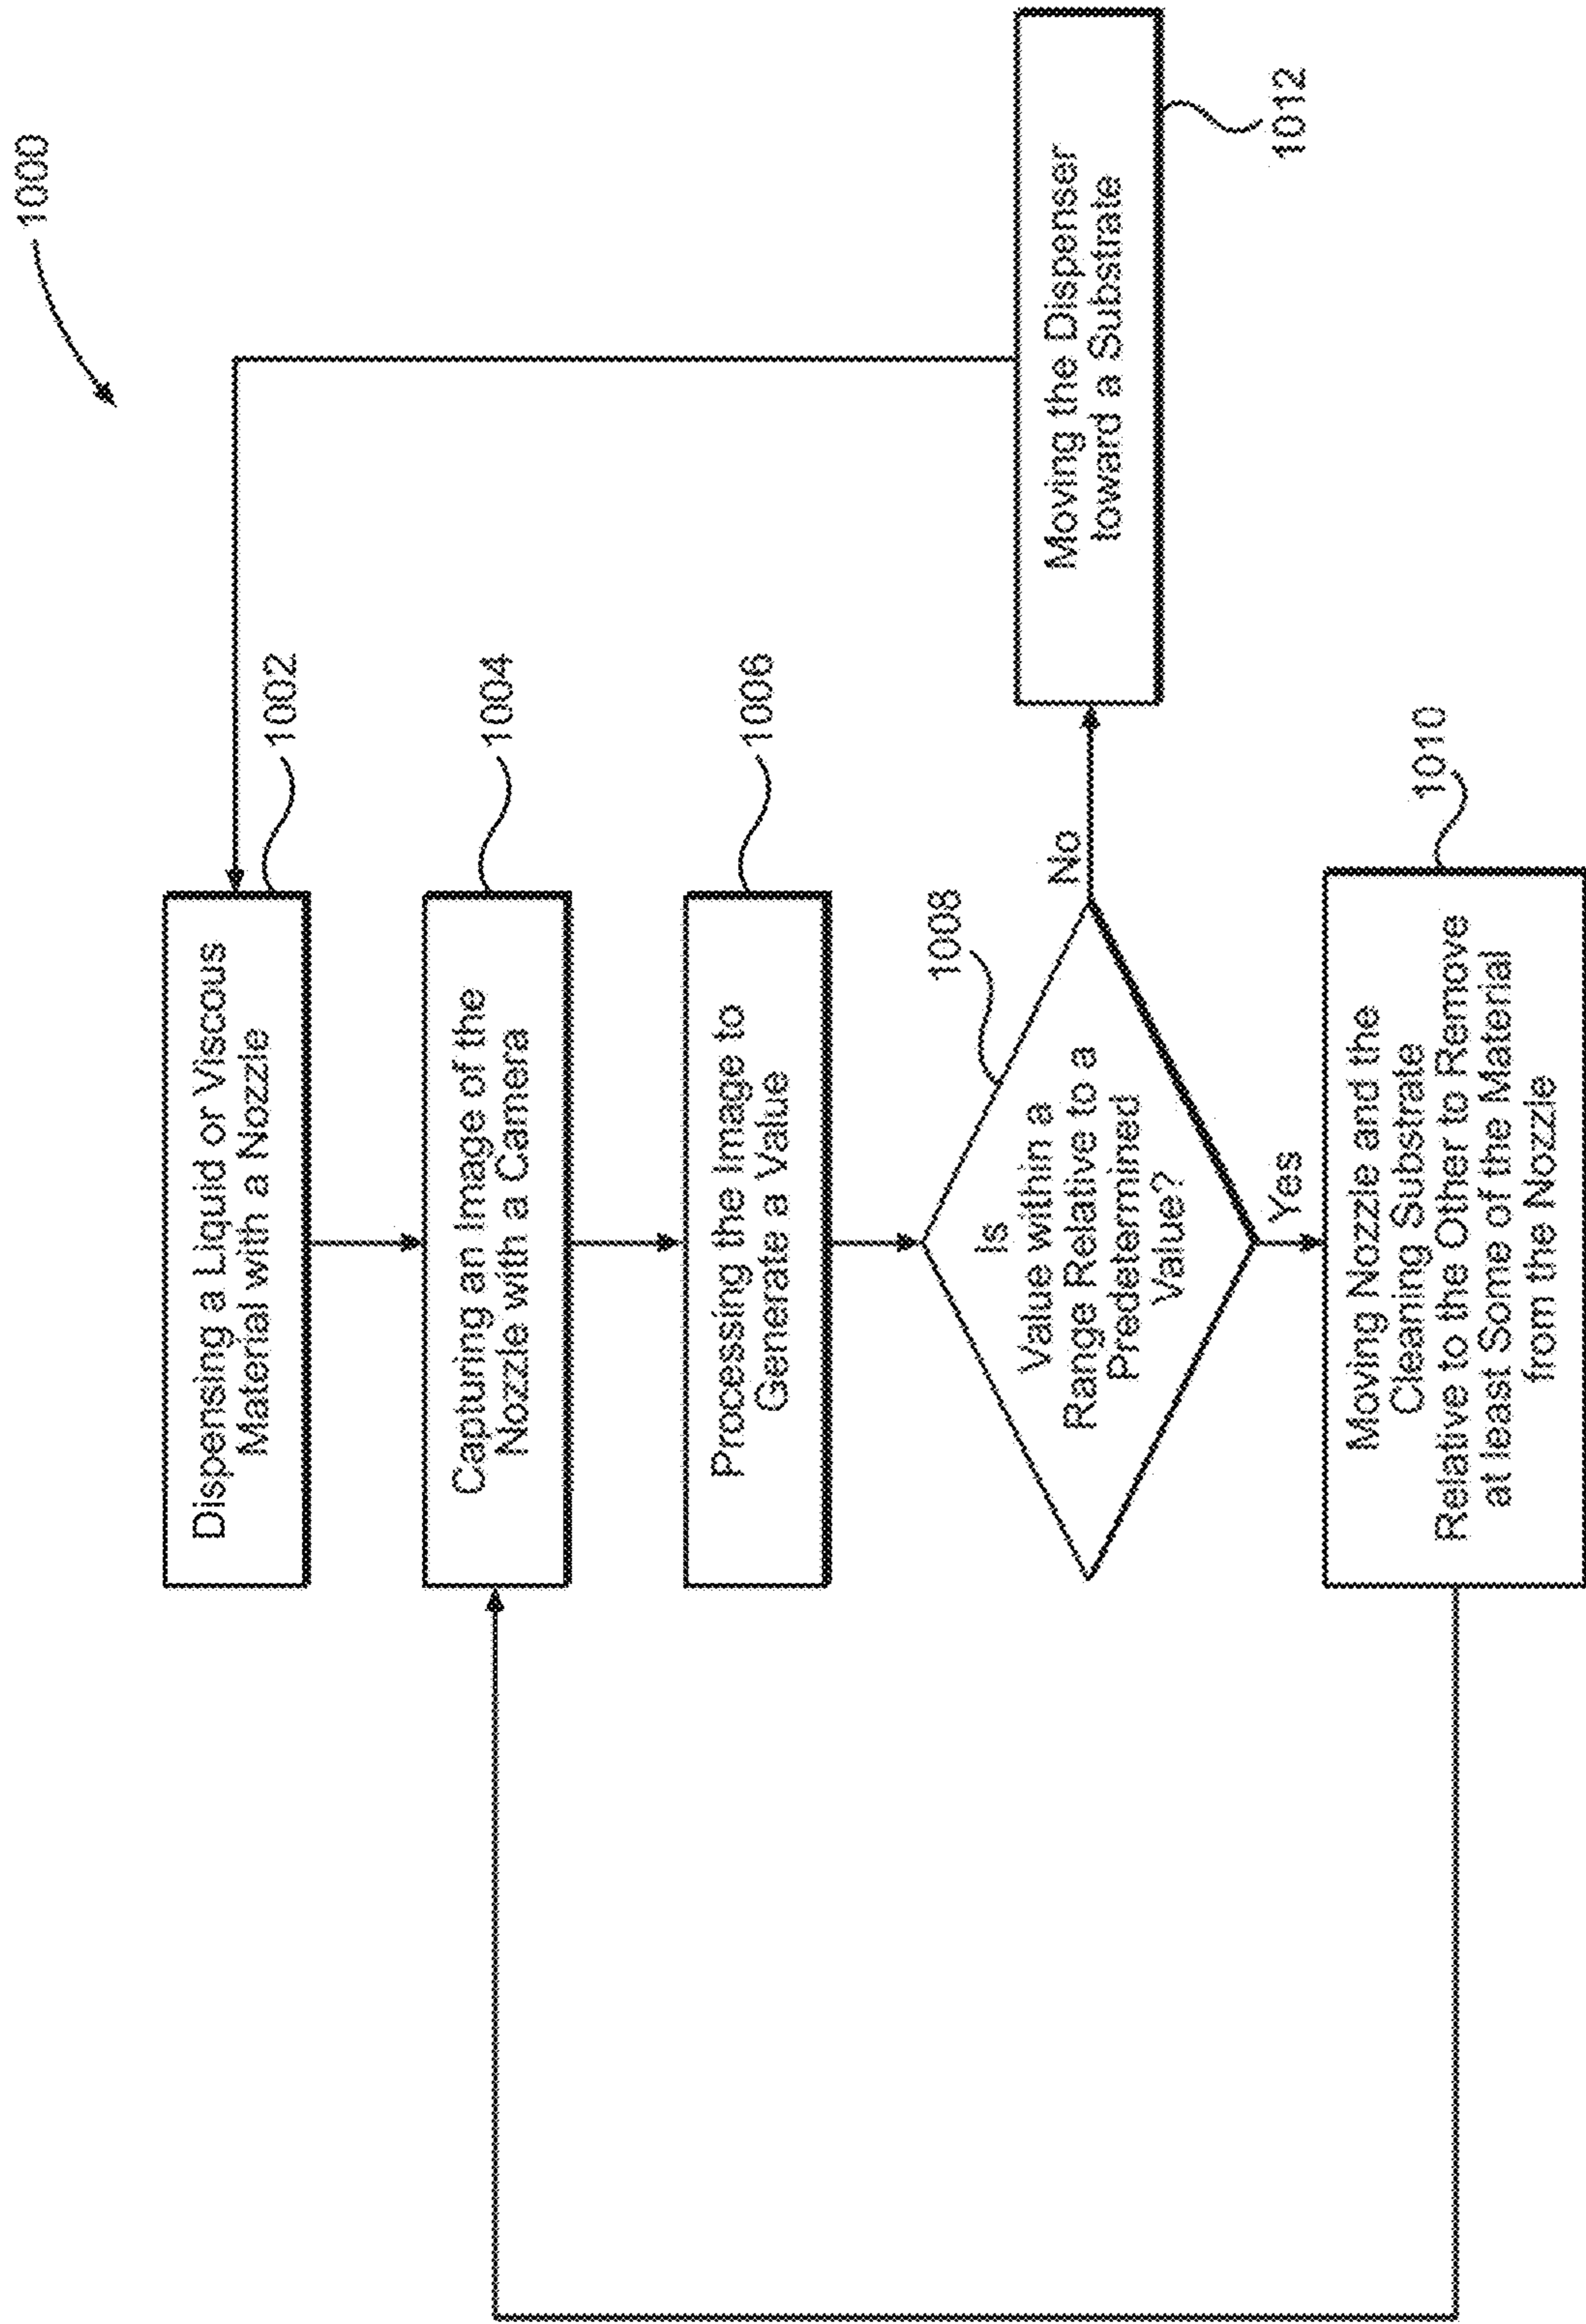 1000
Dispensing a Liquid or Viscous
Material with a Nozzle
1002
Capturing an Image of the
Nozzle with a Camera
1004
Processing the Image to
Generate a Value
1006
Is
Value within a
Range Relative to a
Predetermined
Value?
1008
No
Yes
Moving the Dispenser
toward a Substrate
1012
Moving Nozzle and the
Cleaning Substrate
Relative to the Other to Remove
at least Some of the Material
from the Nozzle
1010